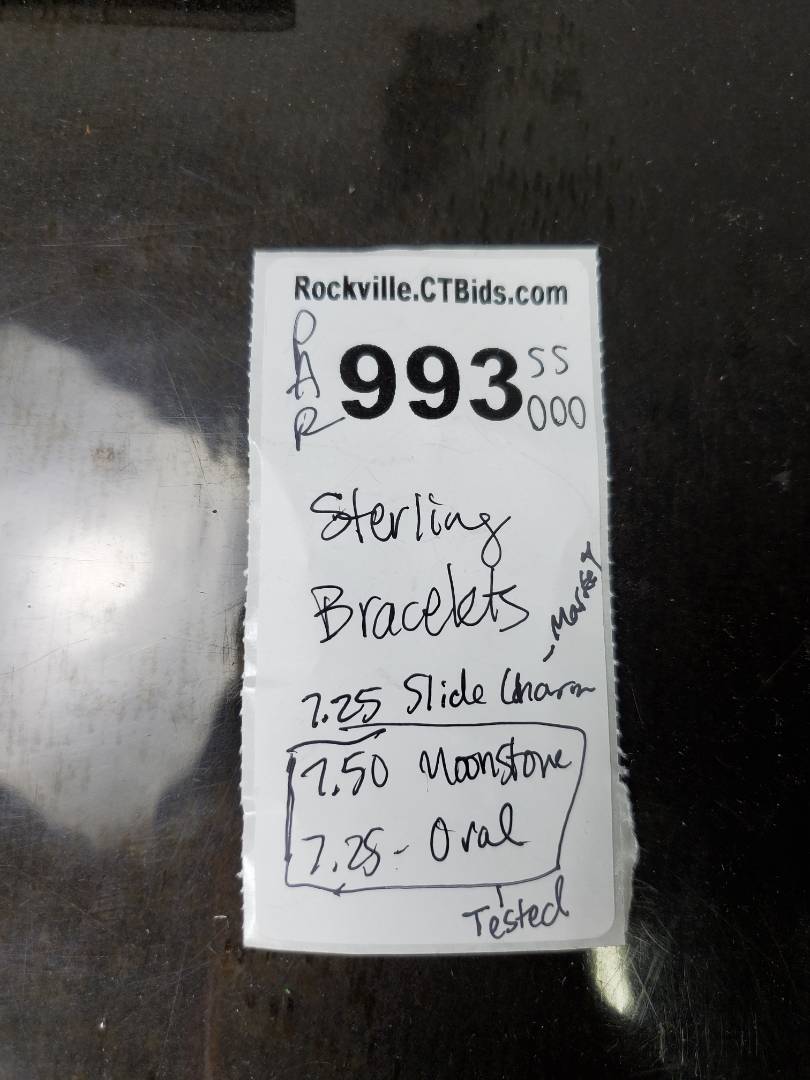 Rockville.CTBids.com
PAR
993
SS
000
Sterling
Bracelets
7.25 Slide Charm
7.50 Moonstone
7.25 - Oval
Tested